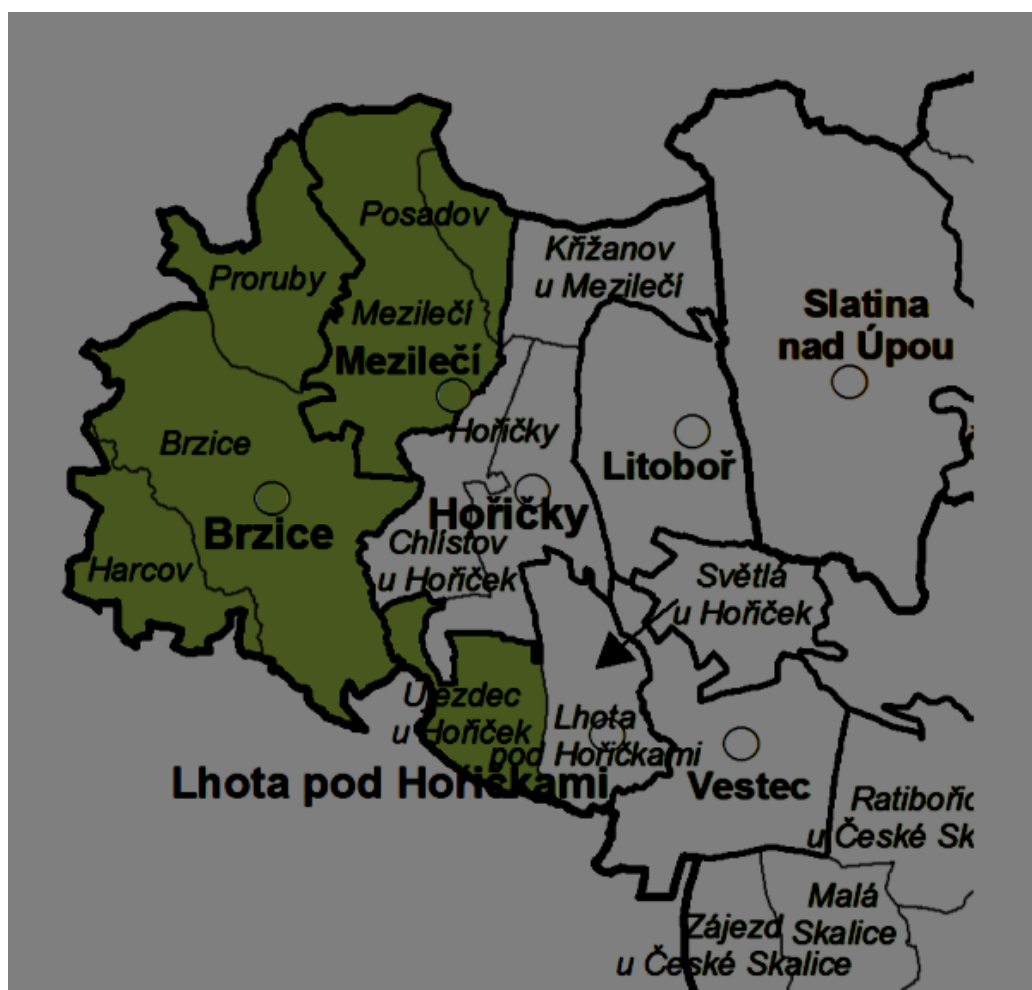 Posadov
Proruby
Křižanov
u Mezilečí
Mezilečí
Mezilečí
Slatina
nad Úpou
Brzice
Hořičky
Litoboř
Brzice
Hořičky
Harcov
Chlístov
u Hořiček
Světlá
u Hořiček
Újezdec
u Hořiček
Lhota
pod Hořičkami
Lhota pod Hořičkami
Vestec
Ratibořic
u České Sk
Malá
Skalice
Zájezd
u České Skalice